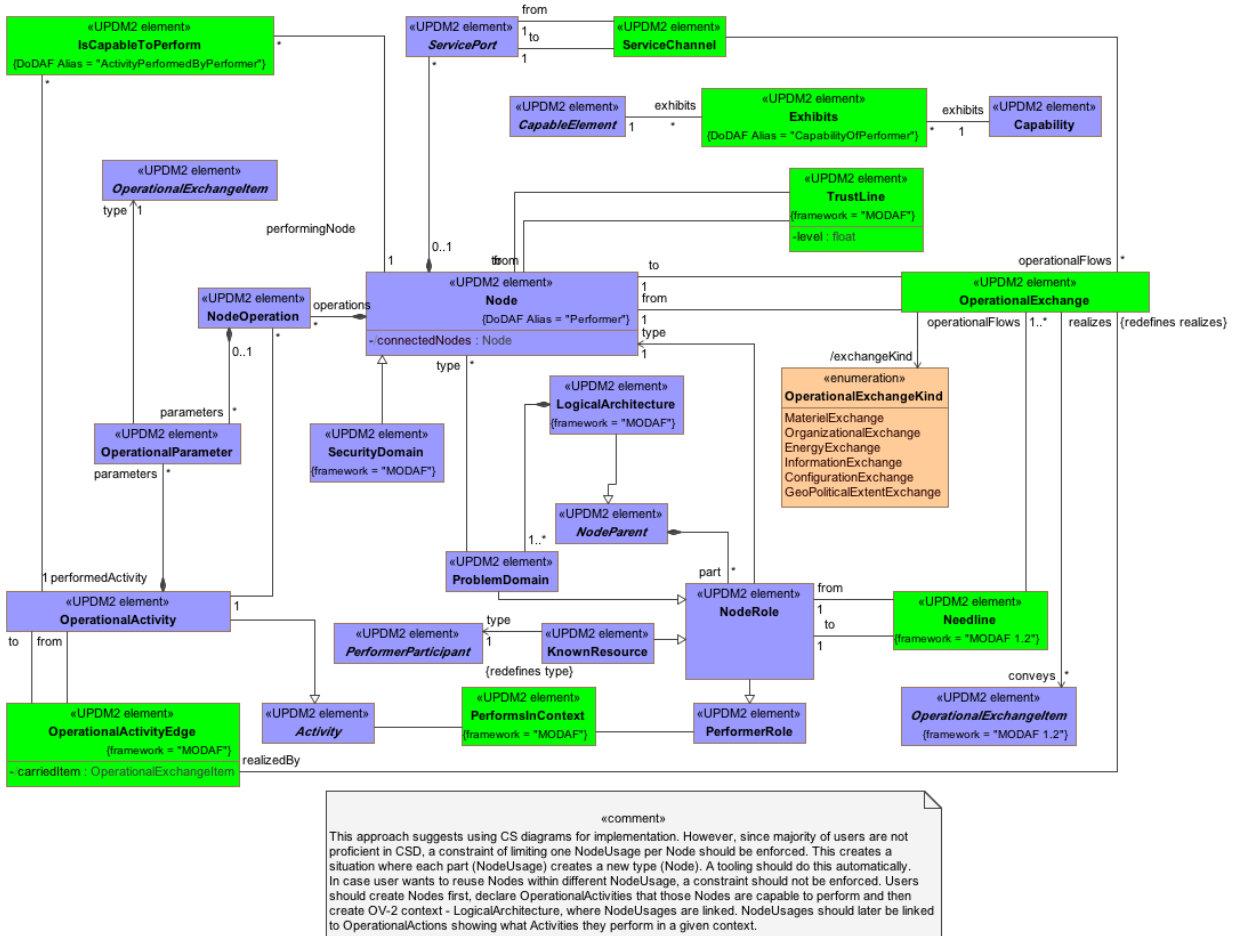 «UPDM2 element»
IsCapableToPerform
{DoDAF Alias = "ActivityPerformedByPerformer"}
*
*
«UPDM2 element»
ServicePort
from
1
to
1
*
«UPDM2 element»
ServiceChannel
«UPDM2 element»
CapableElement
exhibits
1
*
«UPDM2 element»
Exhibits
{DoDAF Alias = "CapabilityOfPerformer"}
exhibits
*
1
«UPDM2 element»
Capability
«UPDM2 element»
OperationalExchangeItem
type
1
«UPDM2 element»
TrustLine
{framework = "MODAF"}
-level : float
performingNode
1
0..1
to
from
«UPDM2 element»
Node
{DoDAF Alias = "Performer"}
-/connectedNodes : Node
to
1
from
1
type
1
operationalFlows
*
«UPDM2 element»
OperationalExchange
operationalFlows
1..*
realizes
{redefines realizes}
«UPDM2 element»
NodeOperation
operations
*
*
0..1
parameters
*
/exchangeKind
«enumeration»
OperationalExchangeKind
MaterielExchange
OrganizationalExchange
EnergyExchange
InformationExchange
ConfigurationExchange
GeoPoliticalExtentExchange
type
*
«UPDM2 element»
LogicalArchitecture
{framework = "MODAF"}
«UPDM2 element»
OperationalParameter
parameters
*
«UPDM2 element»
SecurityDomain
{framework = "MODAF"}
«UPDM2 element»
NodeParent
1..*
«UPDM2 element»
ProblemDomain
part
*
1
performedActivity
«UPDM2 element»
OperationalActivity
1
to
from
«UPDM2 element»
NodeRole
from
1
to
1
«UPDM2 element»
Needline
{framework = "MODAF 1.2"}
«UPDM2 element»
PerformerParticipant
type
1
{redefines type}
«UPDM2 element»
KnownResource
conveys
*
«UPDM2 element»
OperationalExchangeItem
{framework = "MODAF 1.2"}
«UPDM2 element»
OperationalActivityEdge
{framework = "MODAF"}
- carriedItem : OperationalExchangeItem
realizedBy
«UPDM2 element»
Activity
«UPDM2 element»
PerformsInContext
{framework = "MODAF"}
«UPDM2 element»
PerformerRole
«comment»
This approach suggests using CS diagrams for implementation. However, since majority of users are not
proficient in CSD, a constraint of limiting one NodeUsage per Node should be enforced. This creates a
situation where each part (NodeUsage) creates a new type (Node). A tooling should do this automatically.
In case user wants to reuse Nodes within different NodeUsage, a constraint should not be enforced. Users
should create Nodes first, declare OperationalActivities that those Nodes are capable to perform and then
create OV-2 context - LogicalArchitecture, where NodeUsages are linked. NodeUsages should later be linked
to OperationalActions showing what Activities they perform in a given context.